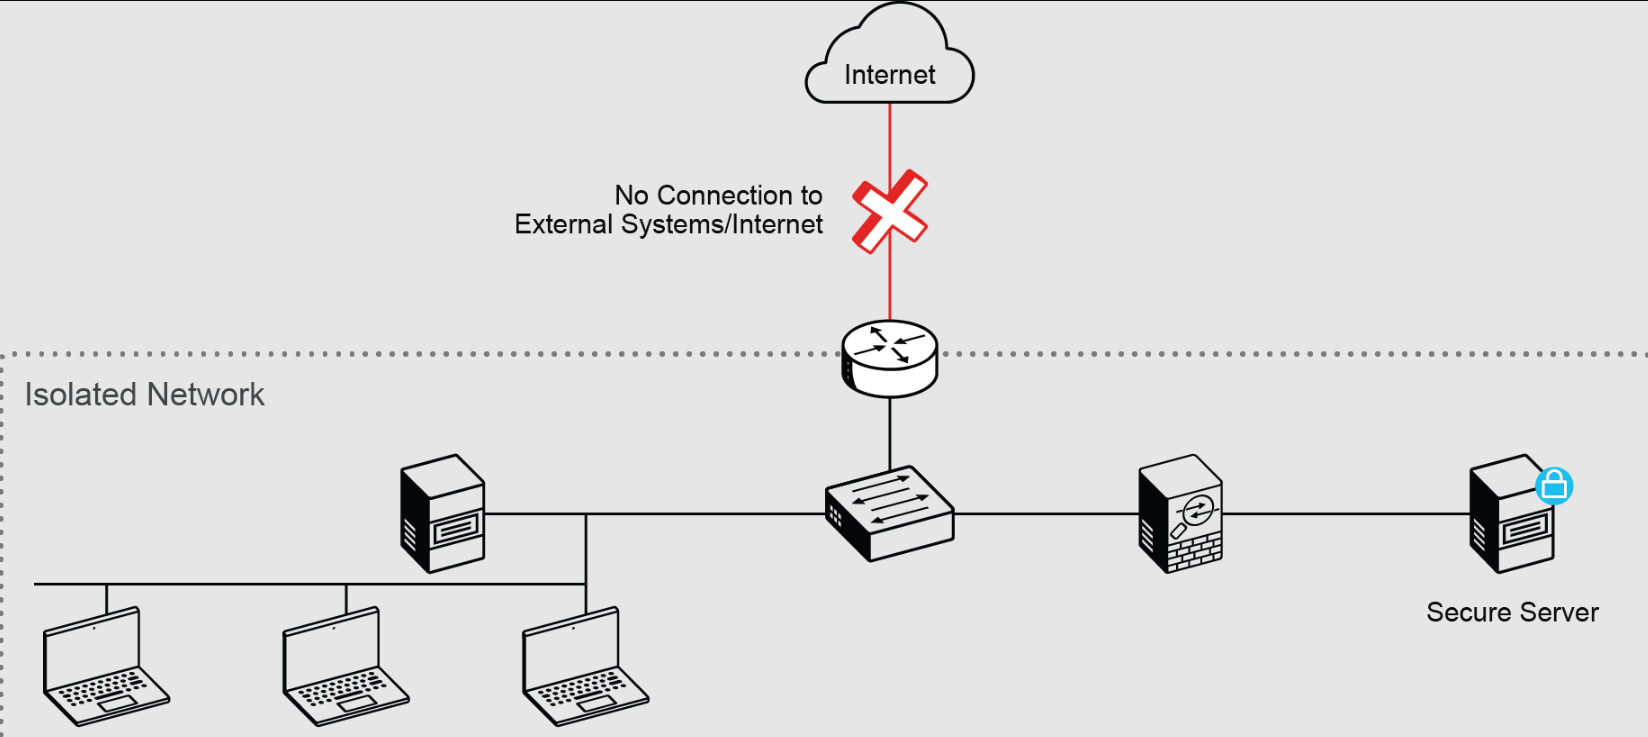 Internet
No Connection to
External Systems/Internet
Isolated Network
Secure Server